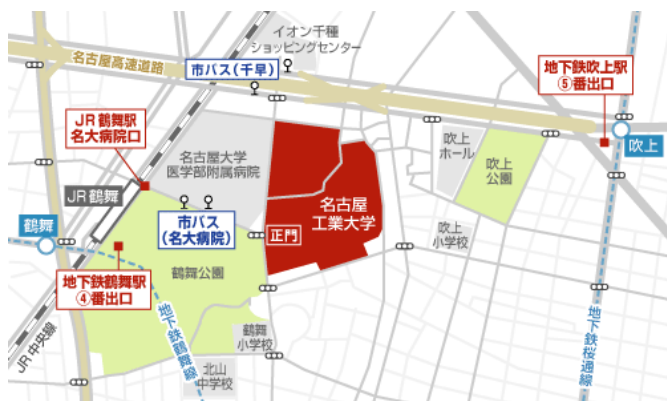 イオン千種
ショッピングセンター
名古屋高速道路
市バス(千早)
地下鉄吹上駅
⑤番出口
JR鶴舞駅
名大病院口
吹上
ホール
吹上
名古屋大学
医学部附属病院
吹上
公園
JR鶴舞
名古屋
工業大学
市バス
(名大病院)
正門
吹上
小学校
鶴舞
地下鉄鶴舞駅
④番出口
鶴舞公園
地下鉄鶴舞線
地下鉄桜通線
JR中央線
鶴舞
小学校
北山
中学校